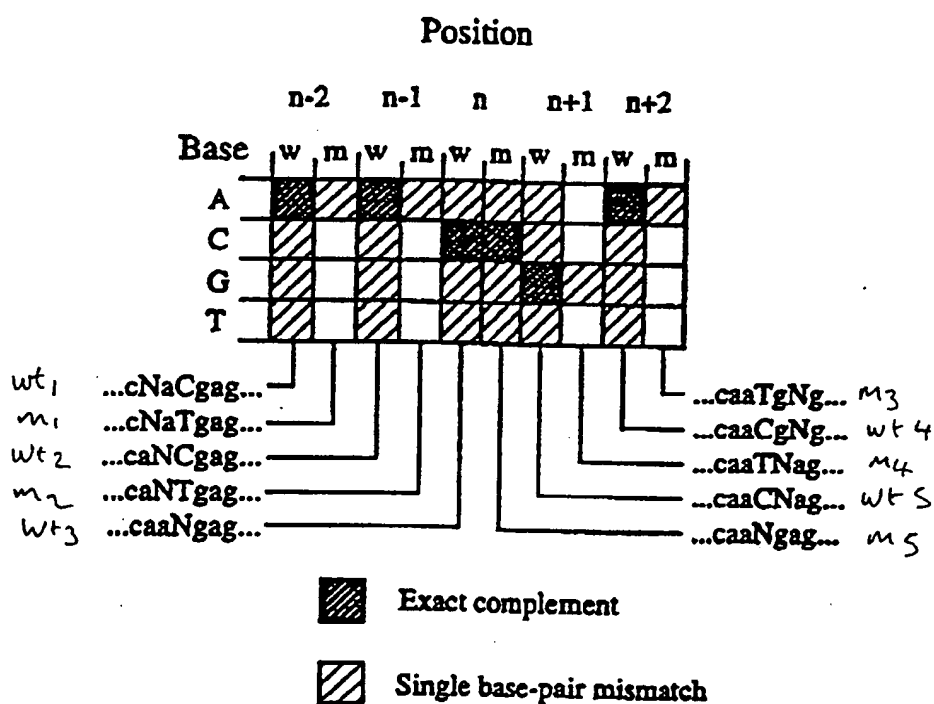 Position
n-2 n-1 n n+1 n+2
Base w m w m w m w m w m
A
C
G
T
wt1 ...cNaCgag...
m1 ...cNaTgag...
wt2 ...caNCgag...
m2 ...caNTgag...
wt3 ...caaNgag...
...caaTgNg... m3
...caaCgNg... wt4
...caaTNag... m4
...caaCNag... wt5
...caaNgag... m5
Exact complement
Single base-pair mismatch